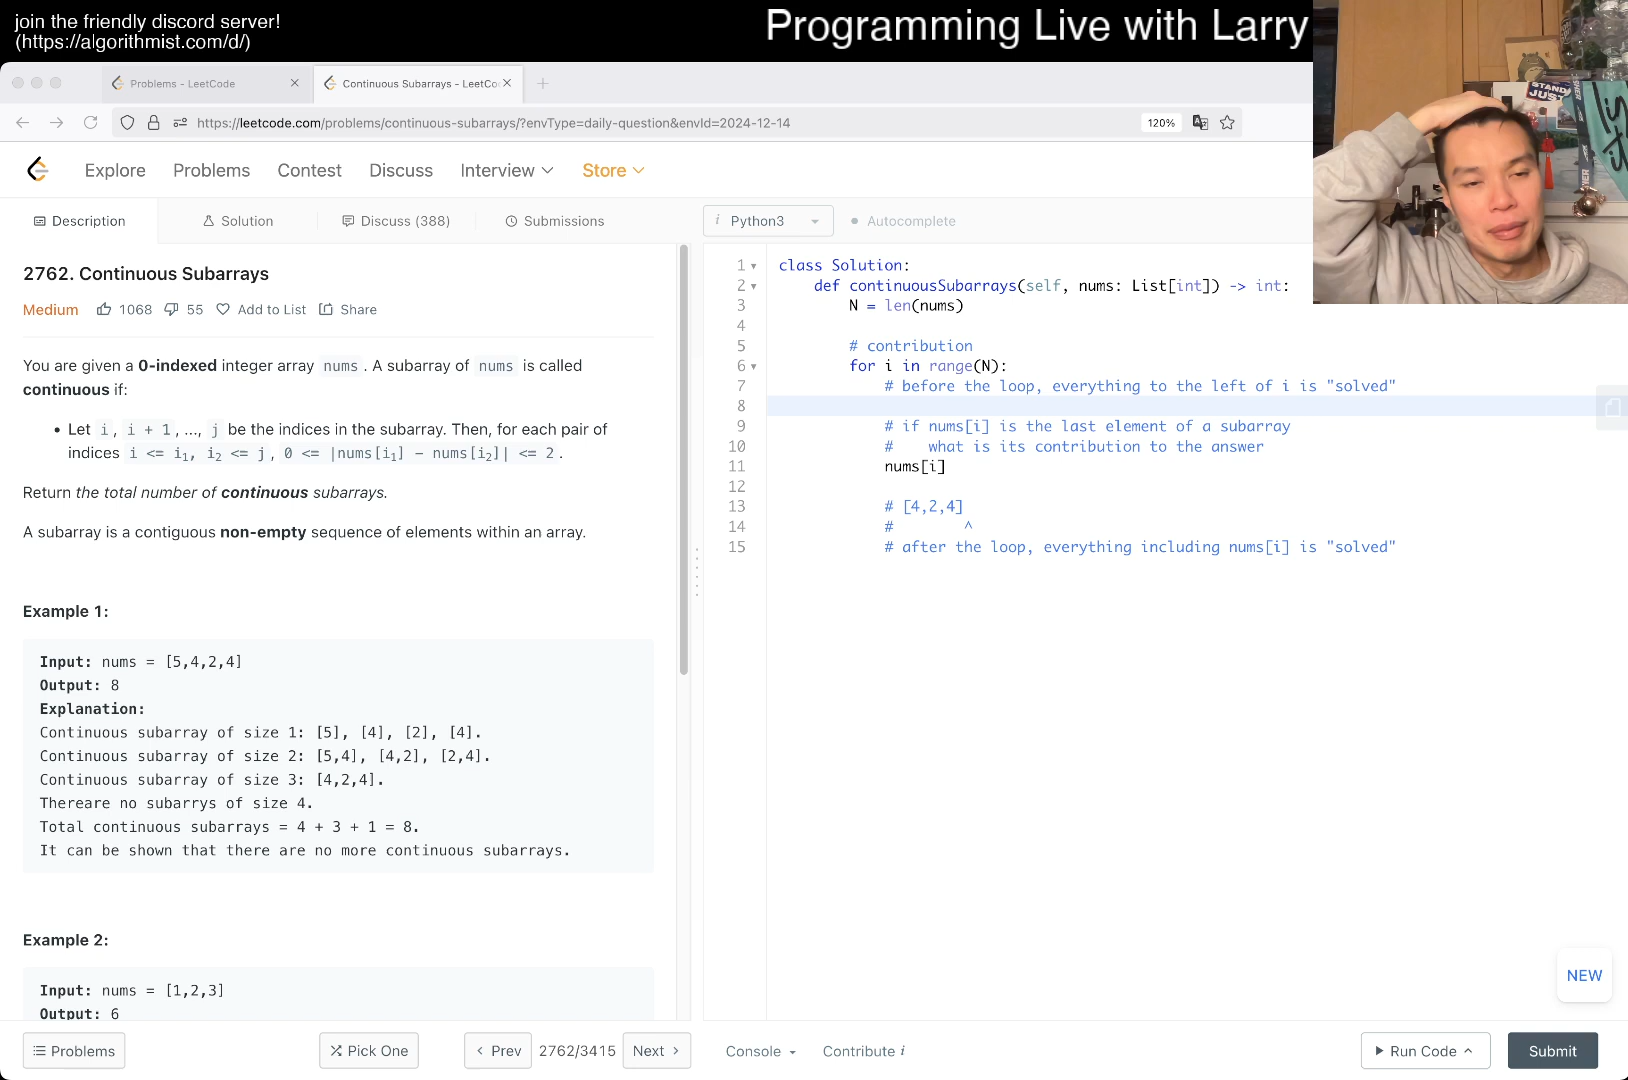 join the friendly discord server!
(https://algorithmist.com/d/)
Programming Live with Larry
Problems - LeetCode
Continuous Subarrays - LeetCo
https://leetcode.com/problems/continuous-subarrays/?envType=daily-question&envId=2024-12-14
120%
Explore
Problems
Contest
Discuss
Interview
Store
Description
Solution
Discuss (388)
Submissions
i Python3
Autocomplete
2762. Continuous Subarrays
Medium
1068
55
Add to List
Share
You are given a 0-indexed integer array nums . A subarray of nums is called
continuous if:
• Let i, i + 1, ..., j be the indices in the subarray. Then, for each pair of
indices i <= i₁, i₂ <= j, 0 <= |nums[i₁] - nums[i₂]| <= 2.
Return the total number of continuous subarrays.
A subarray is a contiguous non-empty sequence of elements within an array.
Example 1:
Input: nums = [5,4,2,4]
Output: 8
Explanation:
Continuous subarray of size 1: [5], [4], [2], [4].
Continuous subarray of size 2: [5,4], [4,2], [2,4].
Continuous subarray of size 3: [4,2,4].
Thereare no subarrys of size 4.
Total continuous subarrays = 4 + 3 + 1 = 8.
It can be shown that there are no more continuous subarrays.
Example 2:
Input: nums = [1,2,3]
Output: 6
1 class Solution:
2     def continuousSubarrays(self, nums: List[int]) -> int:
3         N = len(nums)
4
5         # contribution
6         for i in range(N):
7             # before the loop, everything to the left of i is "solved"
8
9             # if nums[i] is the last element of a subarray
10             #    what is its contribution to the answer
11             nums[i]
12
13             # [4,2,4]
14             #        ^
15             # after the loop, everything including nums[i] is "solved"
STAND
JUS
NEW
Problems
Pick One
Prev
2762/3415
Next
Console
Contribute i
Run Code
Submit